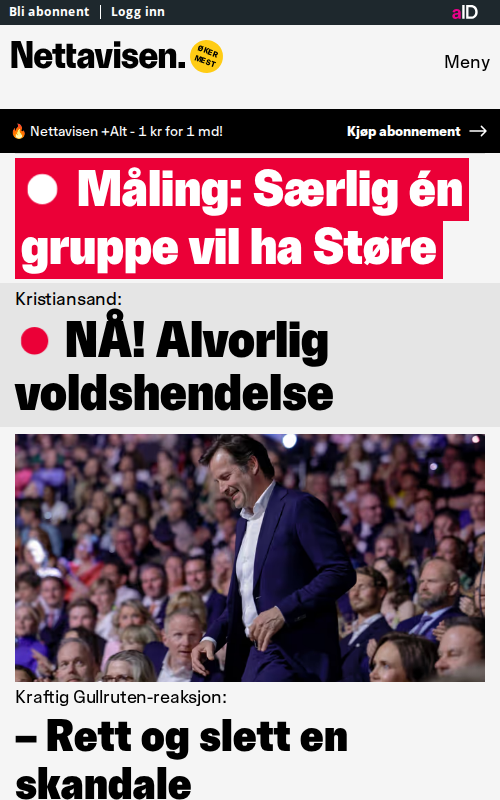 Bli abonnent | Logg inn
aID
Nettavisen.
ØKER
MEST
Meny
🔥 Nettavisen +Alt - 1 kr for 1 md!
Kjøp abonnement →
Måling: Særlig én
gruppe vil ha Støre
Kristiansand:
NÅ! Alvorlig
voldshendelse
Kraftig Gullruten-reaksjon:
– Rett og slett en
skandale